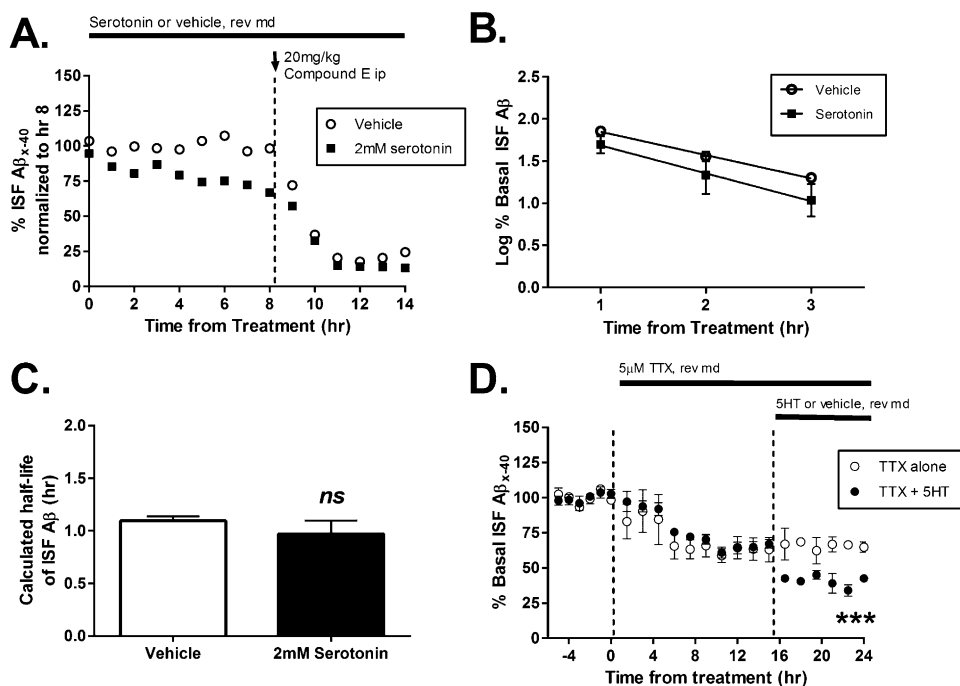 A.
Serotonin or vehicle, rev md
20mg/kg
Compound E ip
% ISF Aβx-40
normalized to hr 8
150
125
100
75
50
25
0
0 2 4 6 8 10 12 14
Time from Treatment (hr)
Vehicle
2mM serotonin
B.
Log % Basal ISF Aβ
2.0
1.5
1.0
0.5
0.0
1 2 3
Time from Treatment (hr)
Vehicle
Serotonin
C.
Calculated half-life
of ISF Aβ (hr)
2.0
1.5
1.0
0.5
0.0
ns
Vehicle 2mM Serotonin
D.
5μM TTX, rev md
5HT or vehicle, rev md
% Basal ISF Aβx-40
150
125
100
75
50
25
0
-4 0 4 8 12 16 20 24
Time from treatment (hr)
TTX alone
TTX + 5HT
***